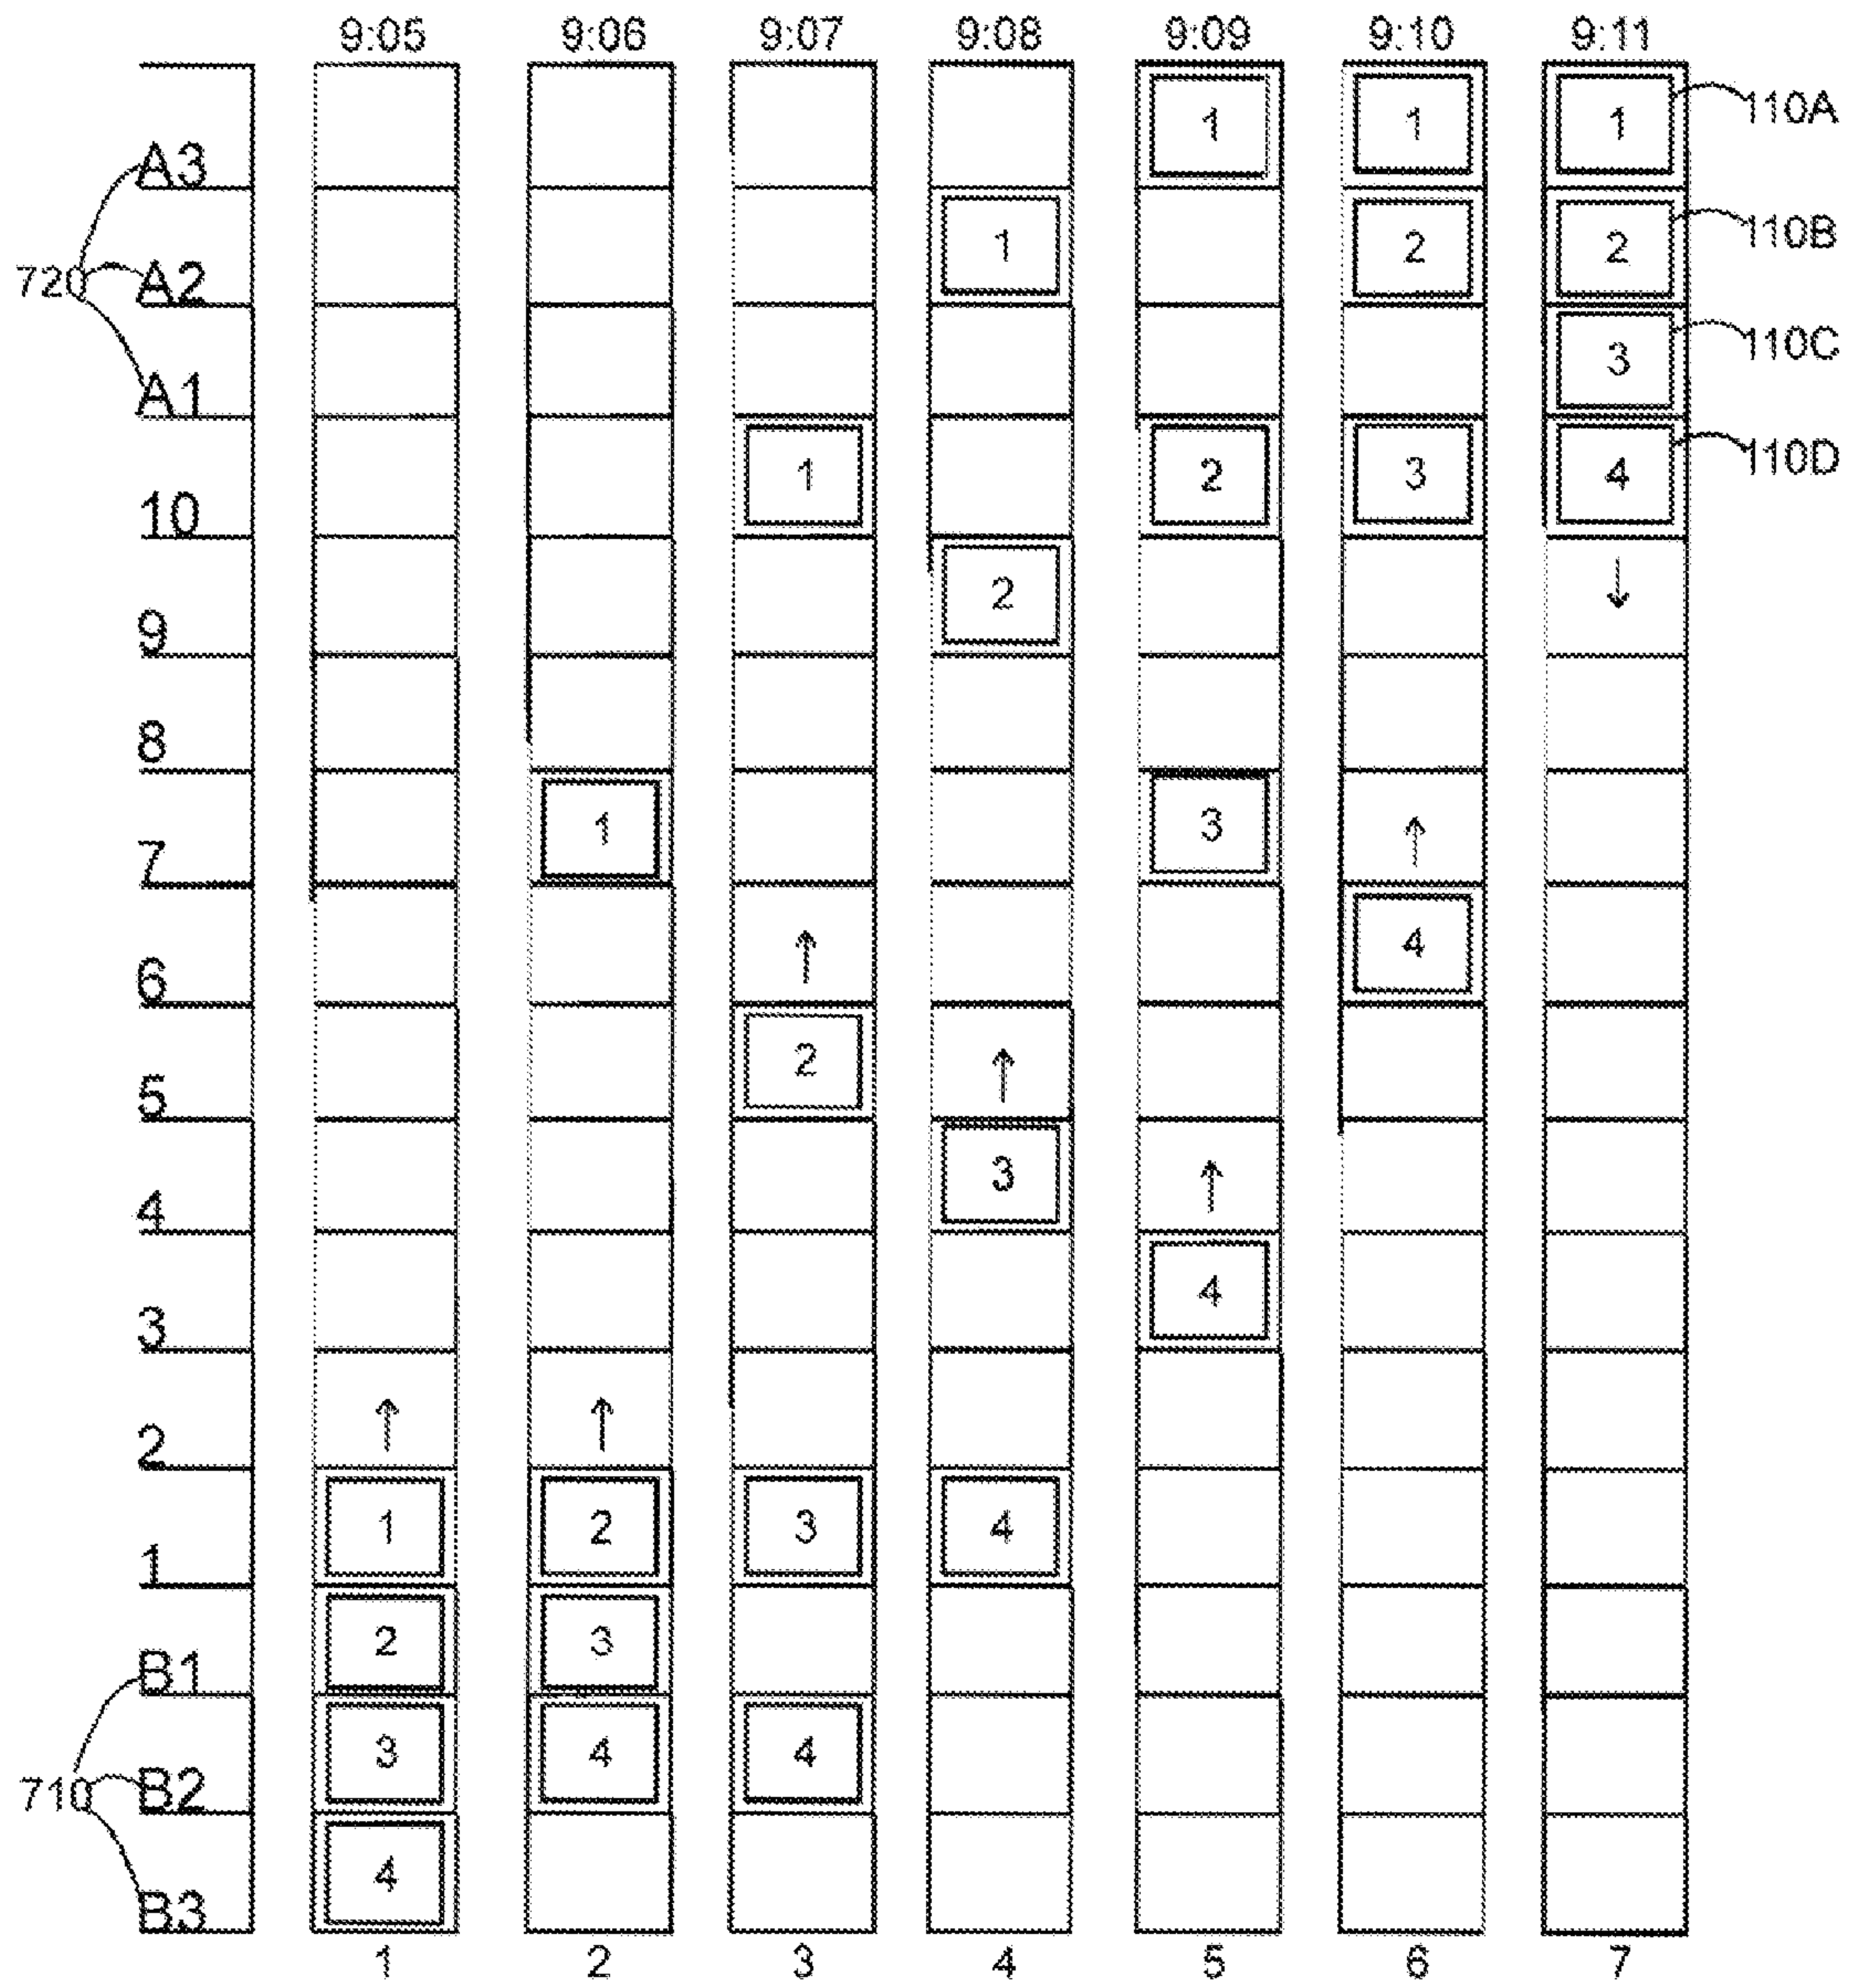 9:05 9:06 9:07 9:08 9:09 9:10 9:11
A3 1 1 1 110A
720 A2 1 2 2 110B
A1 3 110C
10 1 2 3 4 110D
9 2 ↓
8
7 1 3 ↑
6 ↑ 4
5 2 ↑
4 3 ↑
3 4
2 ↑ ↑
1 1 2 3 4
B1 2 3
710 B2 3 4 4
B3 4
1 2 3 4 5 6 7